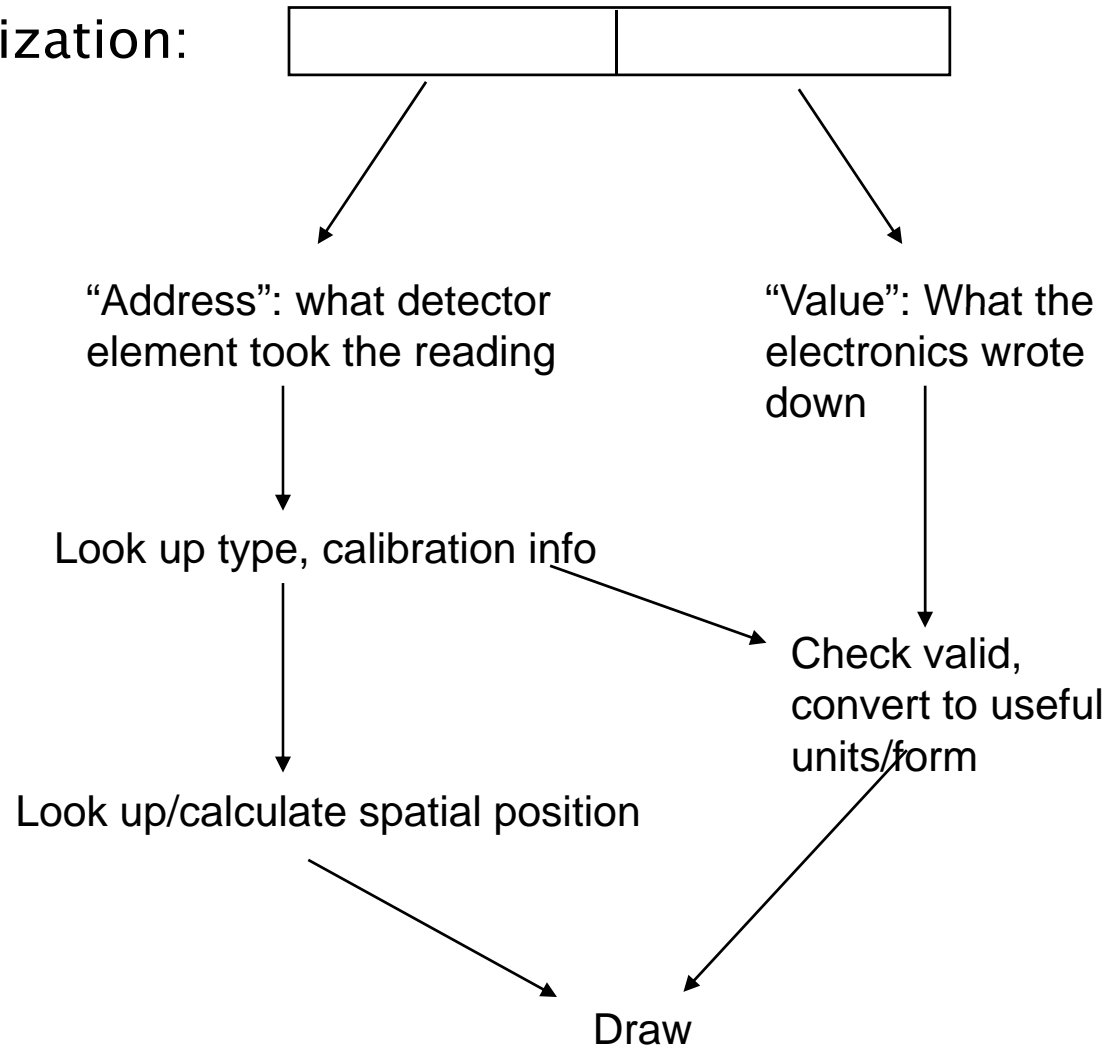 ization:
“Address”: what detector
element took the reading
“Value”: What the
electronics wrote
down
Look up type, calibration info
Check valid,
convert to useful
units/form
Look up/calculate spatial position
Draw